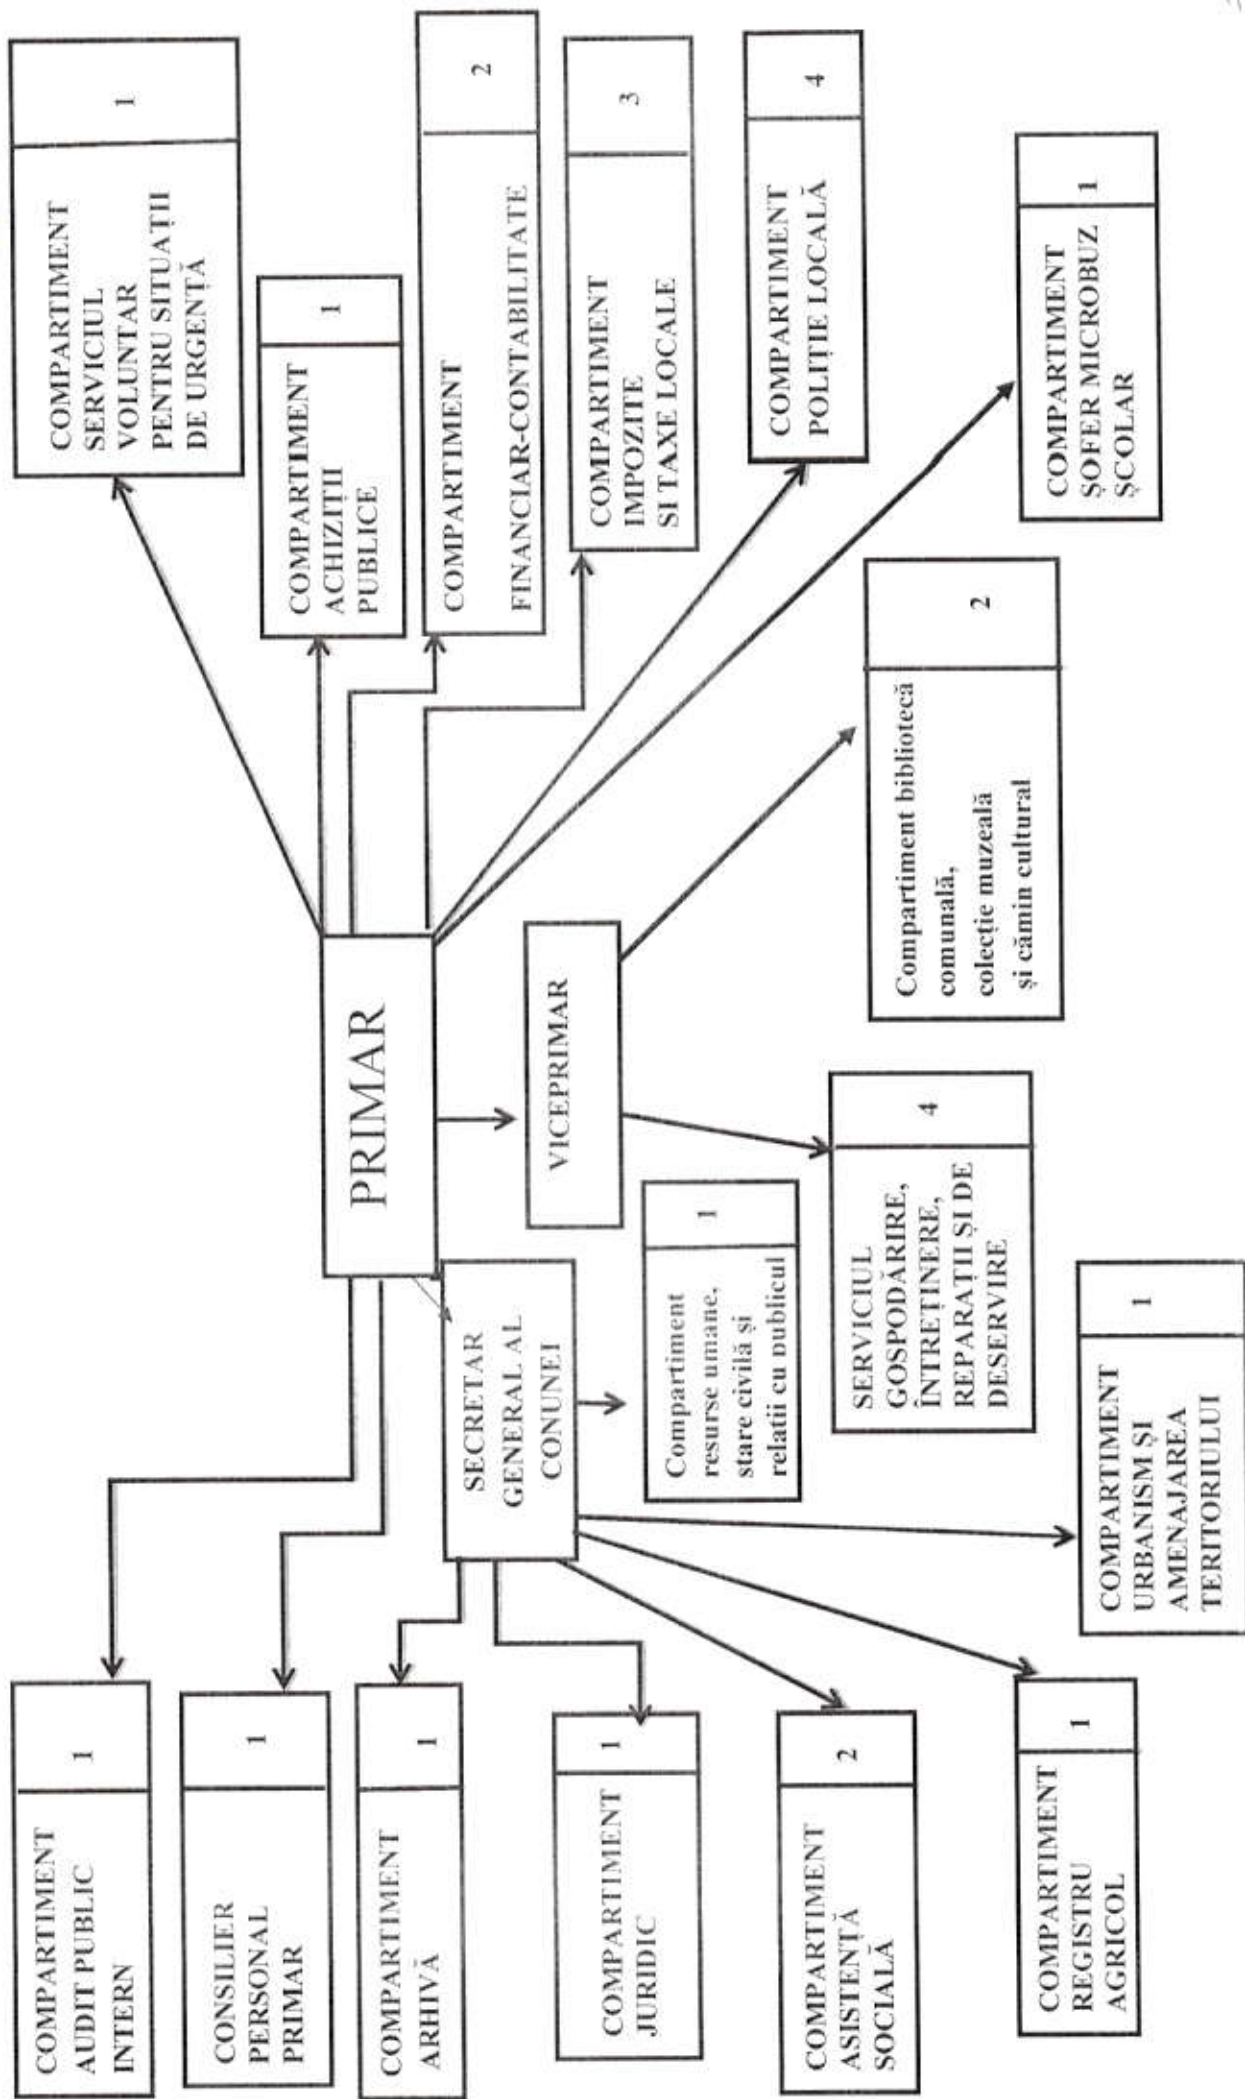 PRIMAR
COMPARTIMENT
AUDIT PUBLIC
INTERN
1
CONSILIER
PERSONAL
PRIMAR
1
COMPARTIMENT
ARHIVĂ
1
COMPARTIMENT
JURIDIC
1
COMPARTIMENT
ASISTENȚĂ
SOCIALĂ
2
COMPARTIMENT
REGISTRU
AGRICOL
1
SECRETAR
GENERAL AL
CONUNEI
Compartiment
resurse umane,
stare civilă și
relatii cu publicul
1
COMPARTIMENT
URBANISM ȘI
AMENAJAREA
TERITORIULUI
1
VICEPRIMAR
SERVICIUL
GOSPODĂRIRE,
ÎNTREȚINERE,
REPARAȚII ȘI DE
DESERVIRE
4
Compartiment bibliotecă
comunală,
colecție muzeală
și cămin cultural
2
COMPARTIMENT
SERVICIUL
VOLUNTAR
PENTRU SITUAȚII
DE URGENȚĂ
1
COMPARTIMENT
ACHIZIȚII
PUBLICE
1
COMPARTIMENT
FINANCIAR-CONTABILITATE
2
COMPARTIMENT
IMPOZITE
SI TAXE LOCALE
3
COMPARTIMENT
POLIȚIE LOCALĂ
4
COMPARTIMENT
ȘOFER MICROBUZ
ȘCOLAR
1